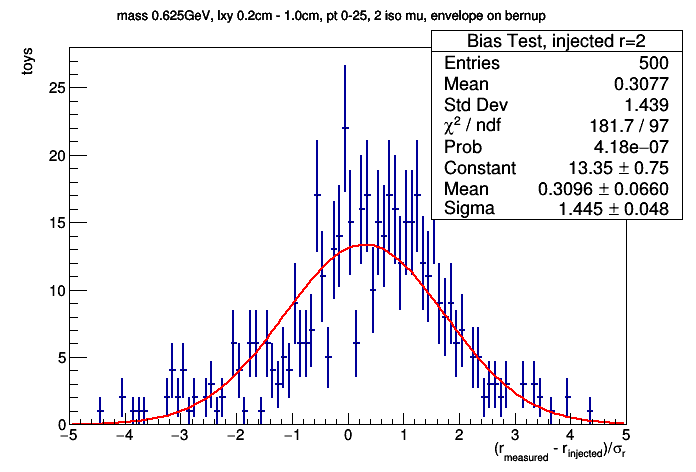 mass 0.625GeV, lxy 0.2cm - 1.0cm, pt 0-25, 2 iso mu, envelope on bernup
Bias Test, injected r=2
Entries 500
Mean 0.3077
Std Dev 1.439
χ² / ndf 181.7 / 97
Prob 4.18e−07
Constant 13.35 ± 0.75
Mean 0.3096 ± 0.0660
Sigma 1.445 ± 0.048
toys
25
20
15
10
5
0
−5 −4 −3 −2 −1 0 1 2 3 4 5
(r_measured - r_injected)/σ_r